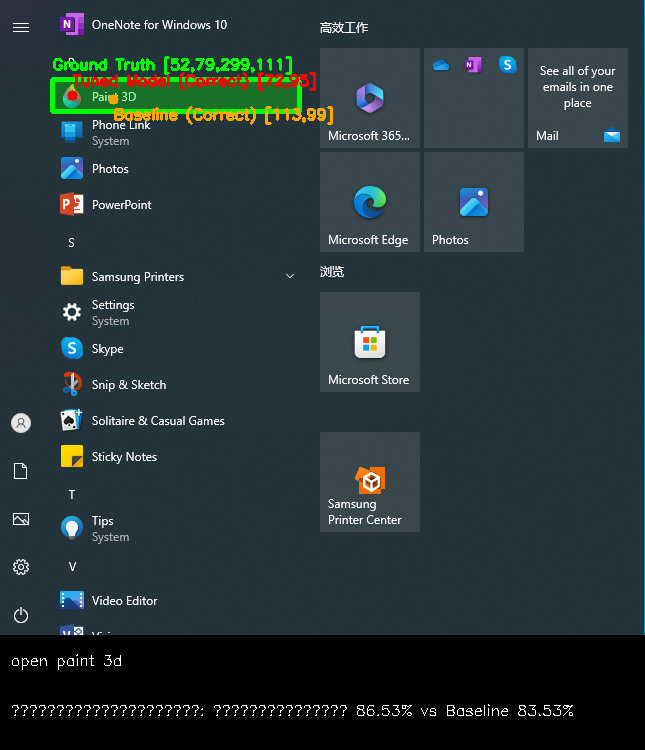 OneNote for Windows 10
Ground Truth [52,79,299,111]
Tuned Model (Correct) [72,95]
Paint 3D
Baseline (Correct) [113,99]
Phone Link
System
Photos
PowerPoint
S
Samsung Printers
Settings
System
Skype
Snip & Sketch
Solitaire & Casual Games
Sticky Notes
T
Tips
System
V
Video Editor
高效工作
Microsoft 365...
See all of your
emails in one
place
Mail
Microsoft Edge
Photos
浏览
Microsoft Store
Samsung
Printer Center
open paint 3d
?????????????????????: ??????????????? 86.53% vs Baseline 83.53%